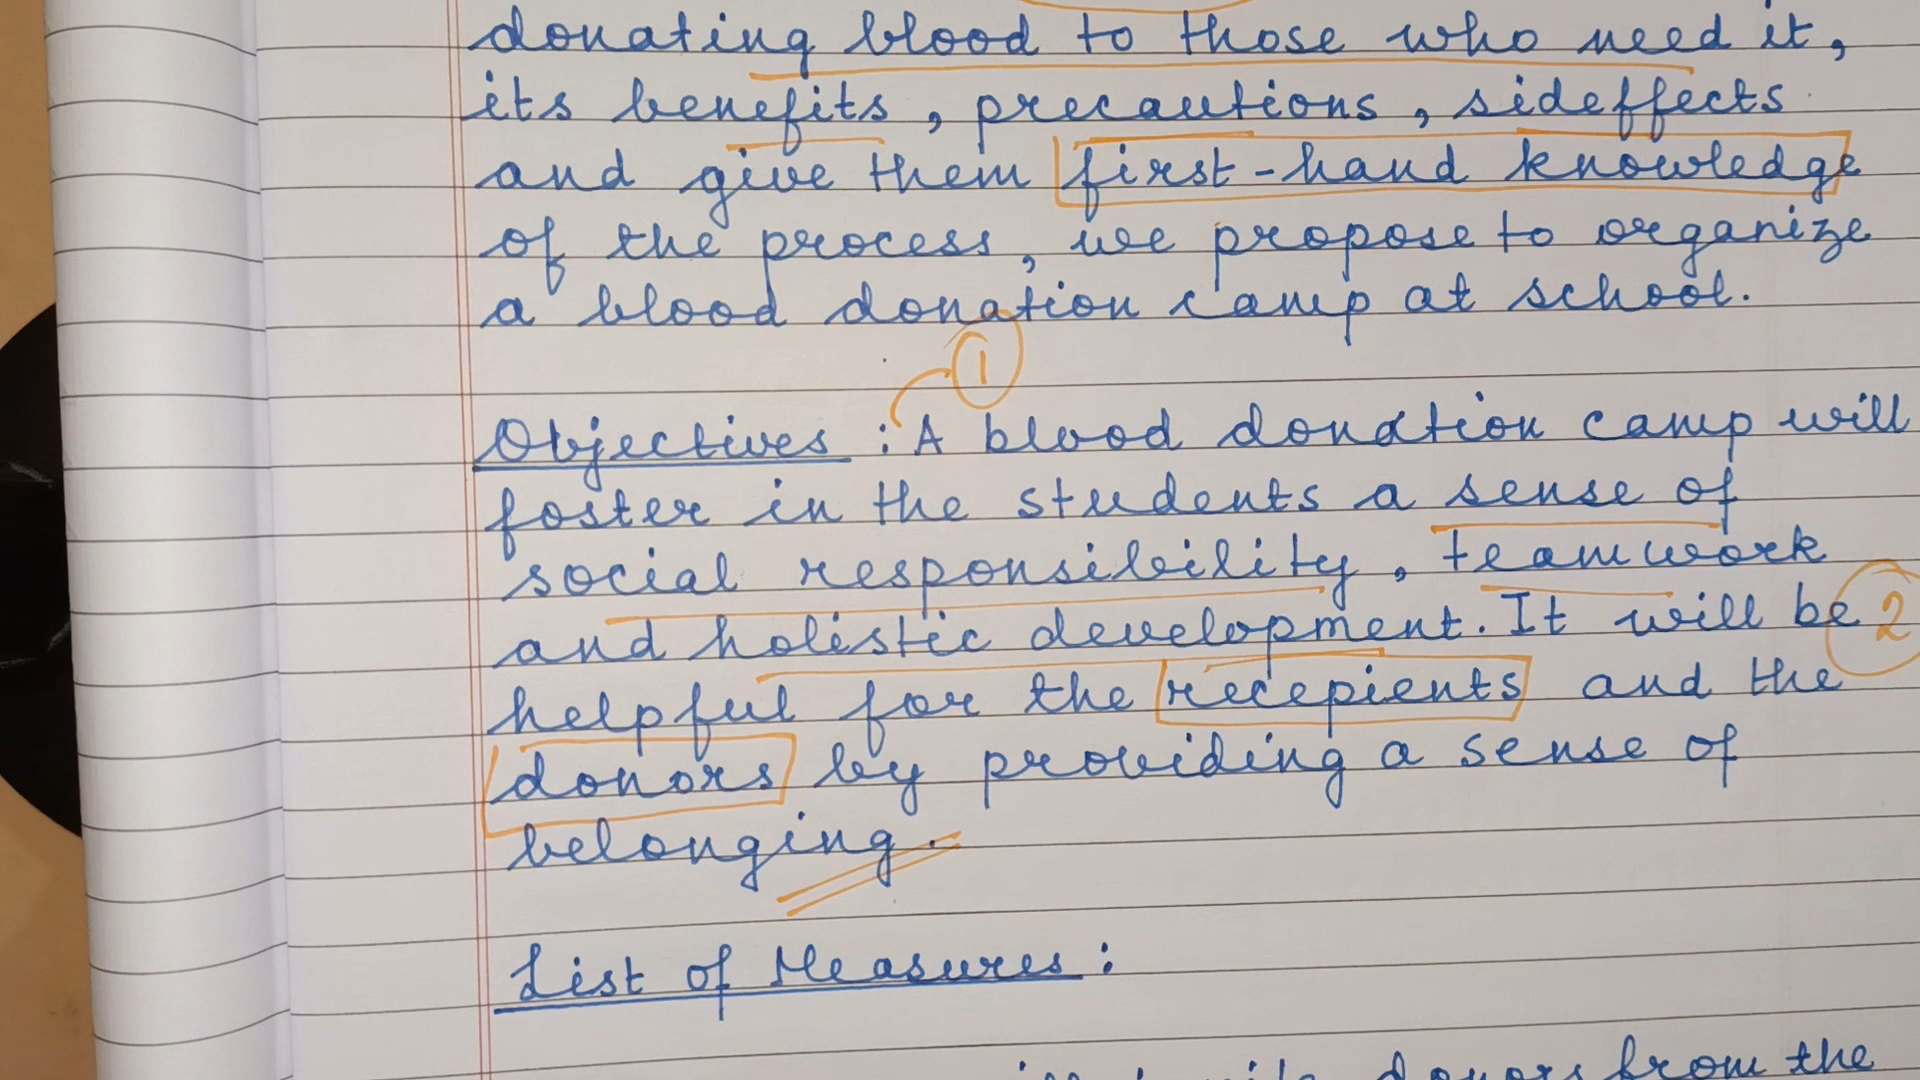 donating blood to those who need it,
its benefits, precautions, sideffects
and give them first-hand knowledge
of the process, we propose to organize
a blood donation camp at school.
1
Objectives : A blood donation camp will
foster in the students a sense of
social responsibility, teamwork
and holistic development. It will be 2
helpful for the recepients and the
donors by providing a sense of
belonging.
List of Measures :
donors from the